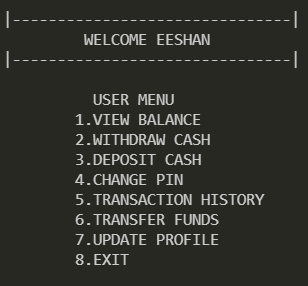 |-------------------------------|
WELCOME EESHAN
|-------------------------------|
USER MENU
1.VIEW BALANCE
2.WITHDRAW CASH
3.DEPOSIT CASH
4.CHANGE PIN
5.TRANSACTION HISTORY
6.TRANSFER FUNDS
7.UPDATE PROFILE
8.EXIT